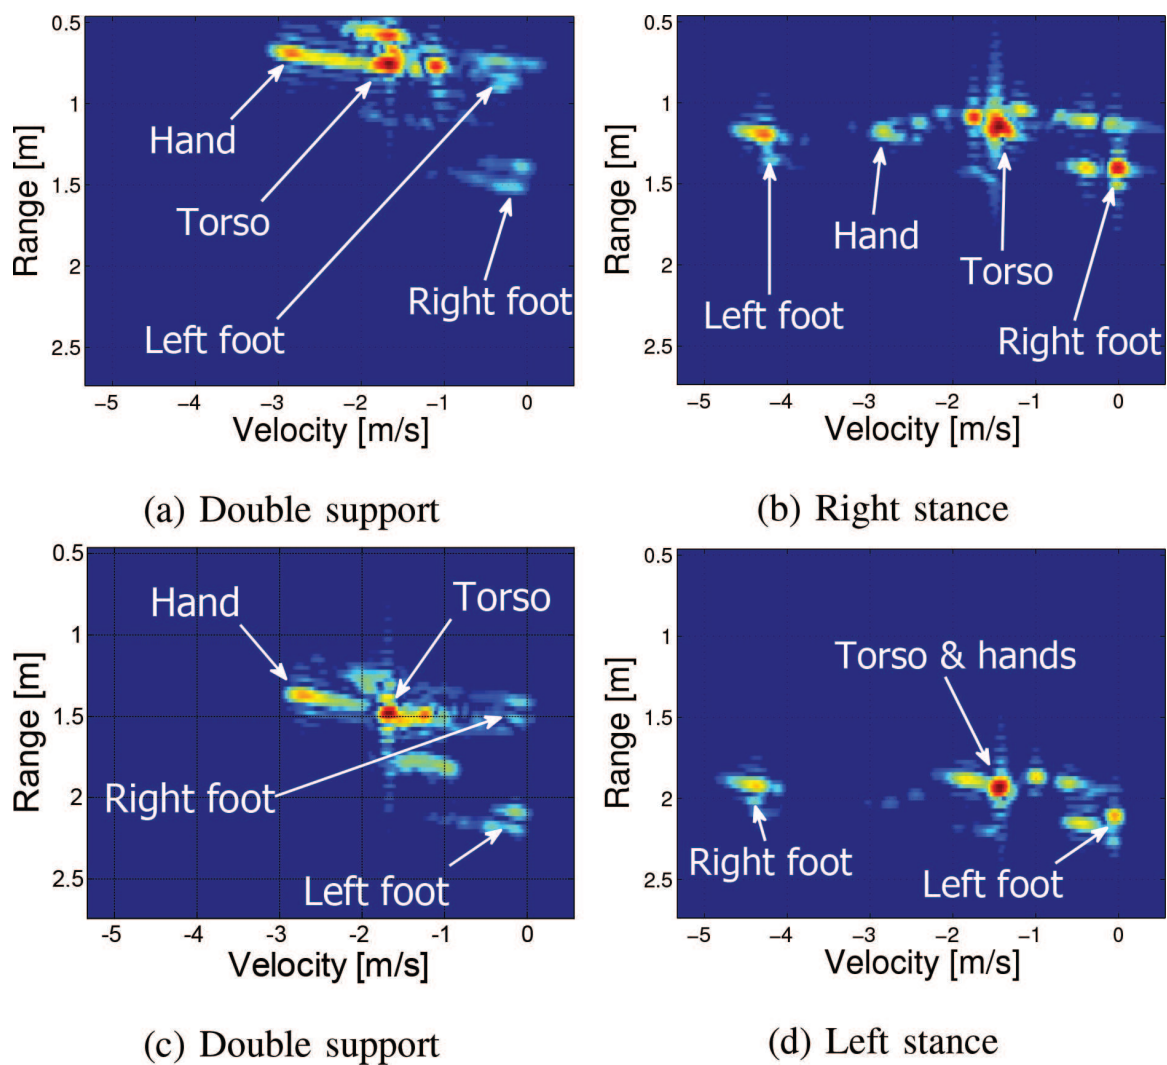 0.5
1
1.5
2
2.5
Range [m]
Hand
Torso
Left foot
Right foot
−5 −4 −3 −2 −1 0
Velocity [m/s]
(a) Double support
0.5
1
1.5
2
2.5
Range [m]
Left foot
Hand
Torso
Right foot
−5 −4 −3 −2 −1 0
Velocity [m/s]
(b) Right stance
0.5
1
1.5
2
2.5
Range [m]
Hand
Torso
Right foot
Left foot
-5 -4 -3 -2 -1 0
Velocity [m/s]
(c) Double support
0.5
1
1.5
2
2.5
Range [m]
Torso & hands
Right foot
Left foot
−5 −4 −3 −2 −1 0
Velocity [m/s]
(d) Left stance